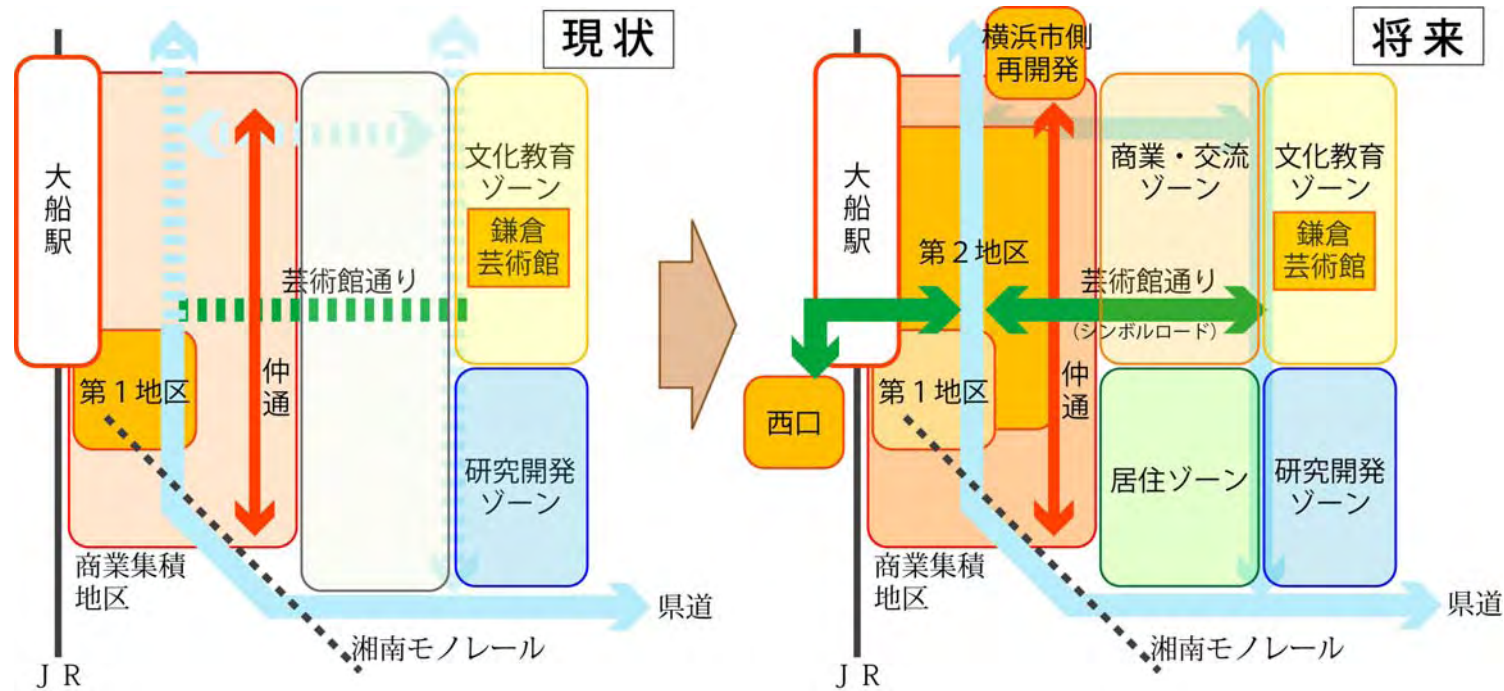 現状
大船駅
文化教育
ゾーン
鎌倉
芸術館
芸術館通り
第1地区
仲通
研究開発
ゾーン
商業集積
地区
県道
湘南モノレール
ＪＲ
将来
横浜市側
再開発
大船駅
商業・交流
ゾーン
文化教育
ゾーン
鎌倉
芸術館
第2地区
芸術館通り
（シンボルロード）
第1地区
仲通
西口
居住ゾーン
研究開発
ゾーン
商業集積
地区
県道
湘南モノレール
ＪＲ